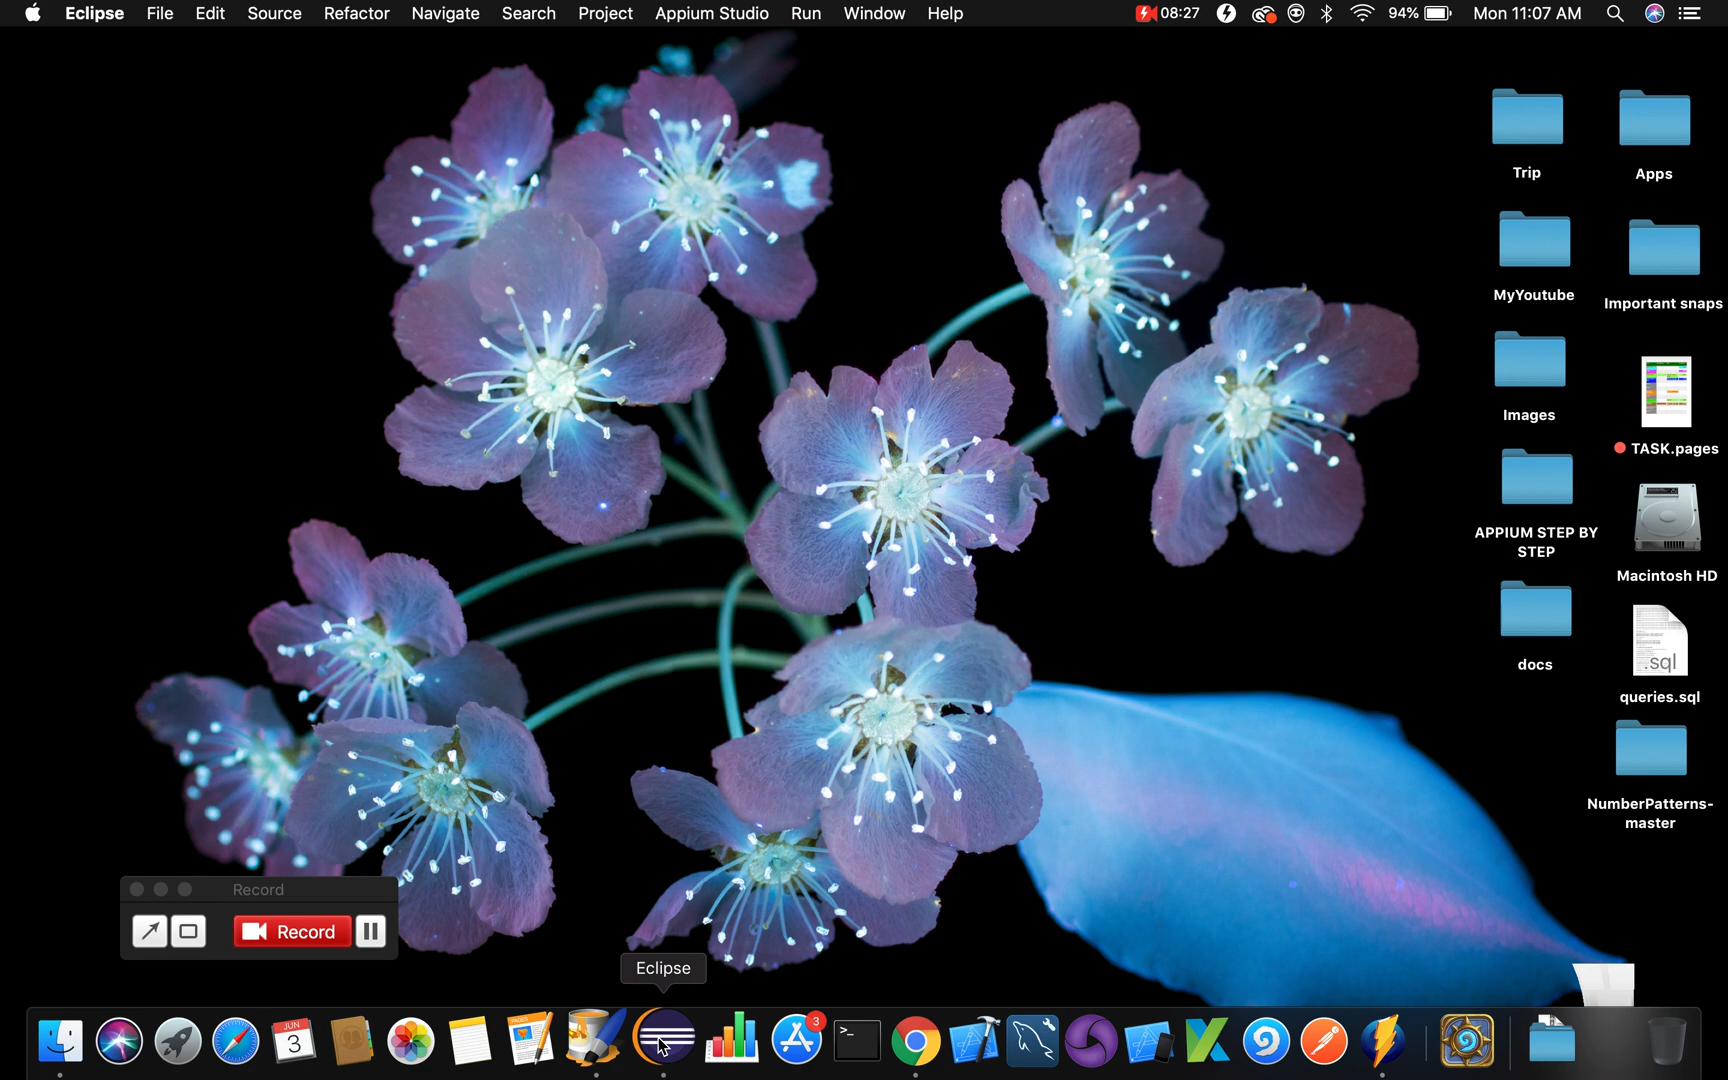 Eclipse File Edit Source Refactor Navigate Search Project Appium Studio Run Window Help 08:27 94% Mon 11:07 AM
Trip
Apps
MyYoutube
Important snaps
Images
TASK.pages
APPIUM STEP BY
STEP
Macintosh HD
docs
.sql
queries.sql
NumberPatterns-
master
Record
Record
Eclipse
JUN
3
PAGES
3
>_